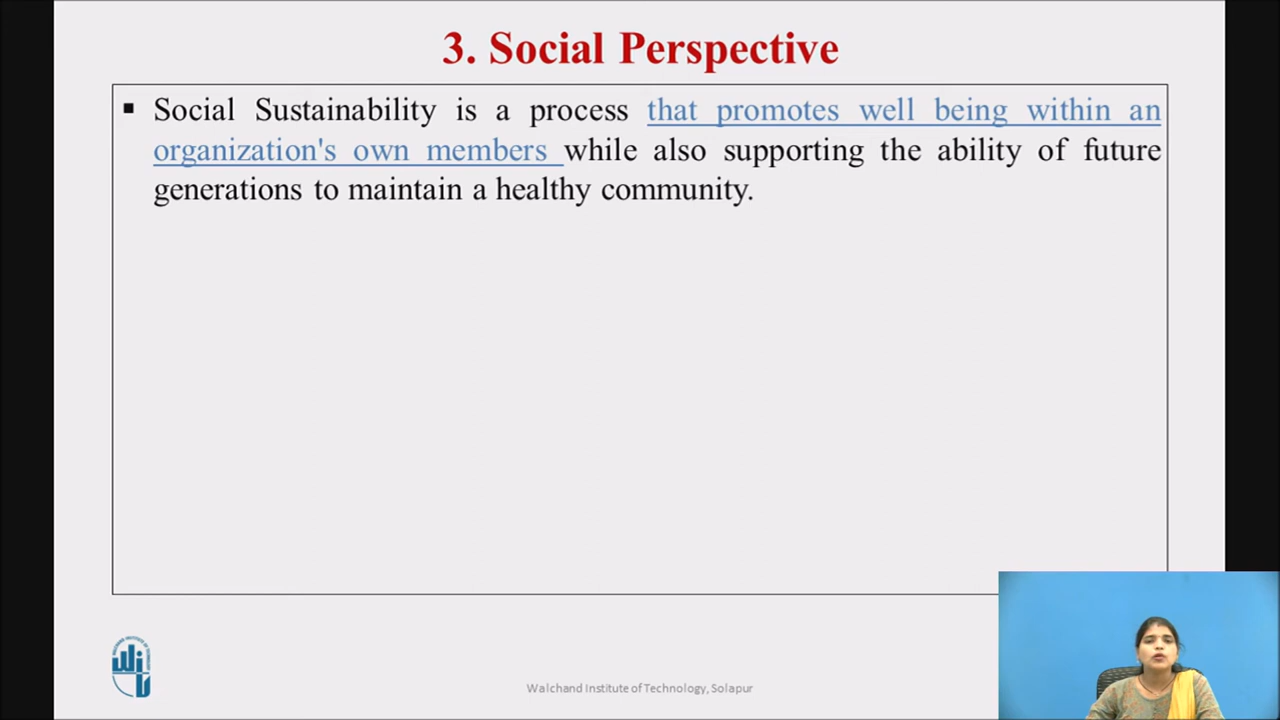 3. Social Perspective
▪ Social Sustainability is a process that promotes well being within an
organization's own members while also supporting the ability of future
generations to maintain a healthy community.
Walchand Institute of Technology, Solapur